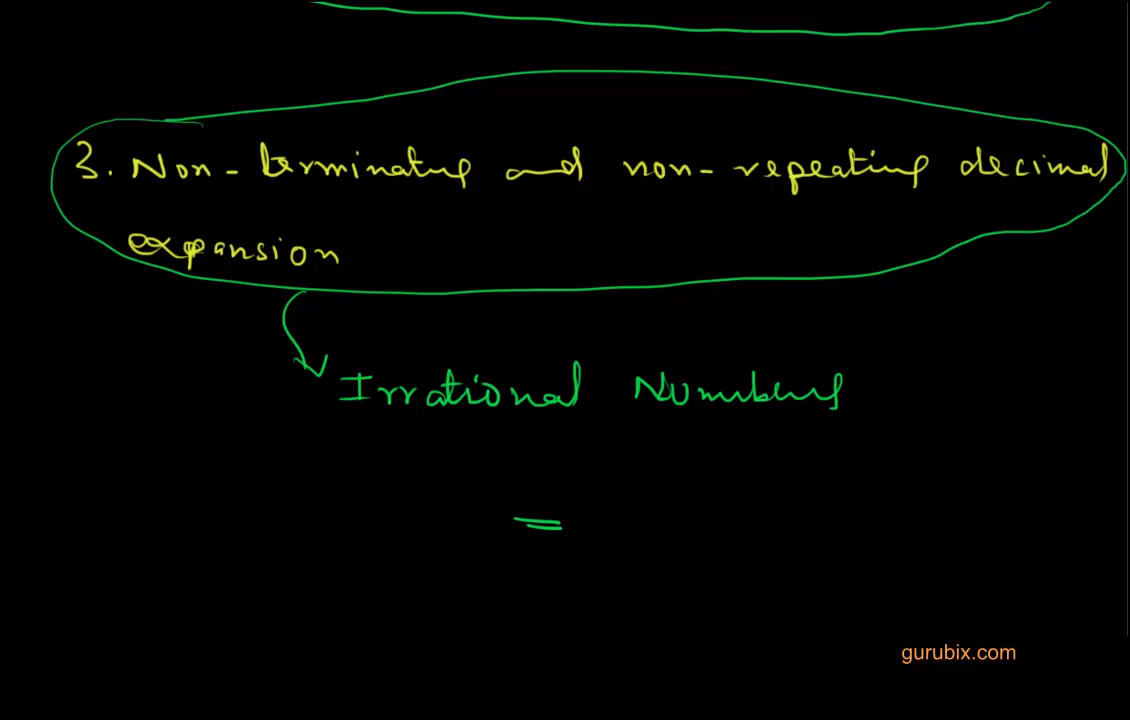 3. Non-terminating and non-repeating decimal
expansion
Irrational Numbers
=
gurubix.com